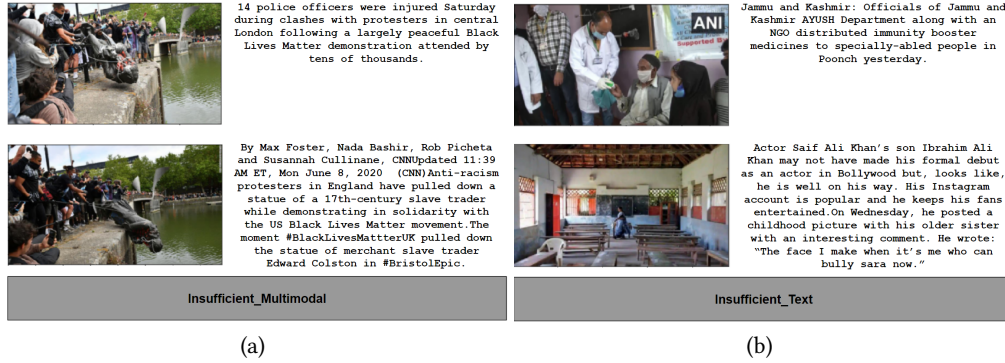 14 police officers were injured Saturday
during clashes with protesters in central
London following a largely peaceful Black
Lives Matter demonstration attended by
tens of thousands.
By Max Foster, Nada Bashir, Rob Picheta
and Susannah Cullinane, CNNUpdated 11:39
AM ET, Mon June 8, 2020  (CNN)Anti-racism
protesters in England have pulled down a
statue of a 17th-century slave trader
while demonstrating in solidarity with
the US Black Lives Matter movement.The
moment #BlackLivesMattterUK pulled down
the statue of merchant slave trader
Edward Colston in #BristolEpic.
Insufficient_Multimodal
(a)
ANI
Supported
Jammu and Kashmir: Officials of Jammu and
Kashmir AYUSH Department along with an
NGO distributed immunity booster
medicines to specially-abled people in
Poonch yesterday.
Actor Saif Ali Khan's son Ibrahim Ali
Khan may not have made his formal debut
as an actor in Bollywood but, looks like,
he is well on his way. His Instagram
account is popular and he keeps his fans
entertained.On Wednesday, he posted a
childhood picture with his older sister
with an interesting comment. He wrote:
“The face I make when it's me who can
bully sara now.”
Insufficient_Text
(b)